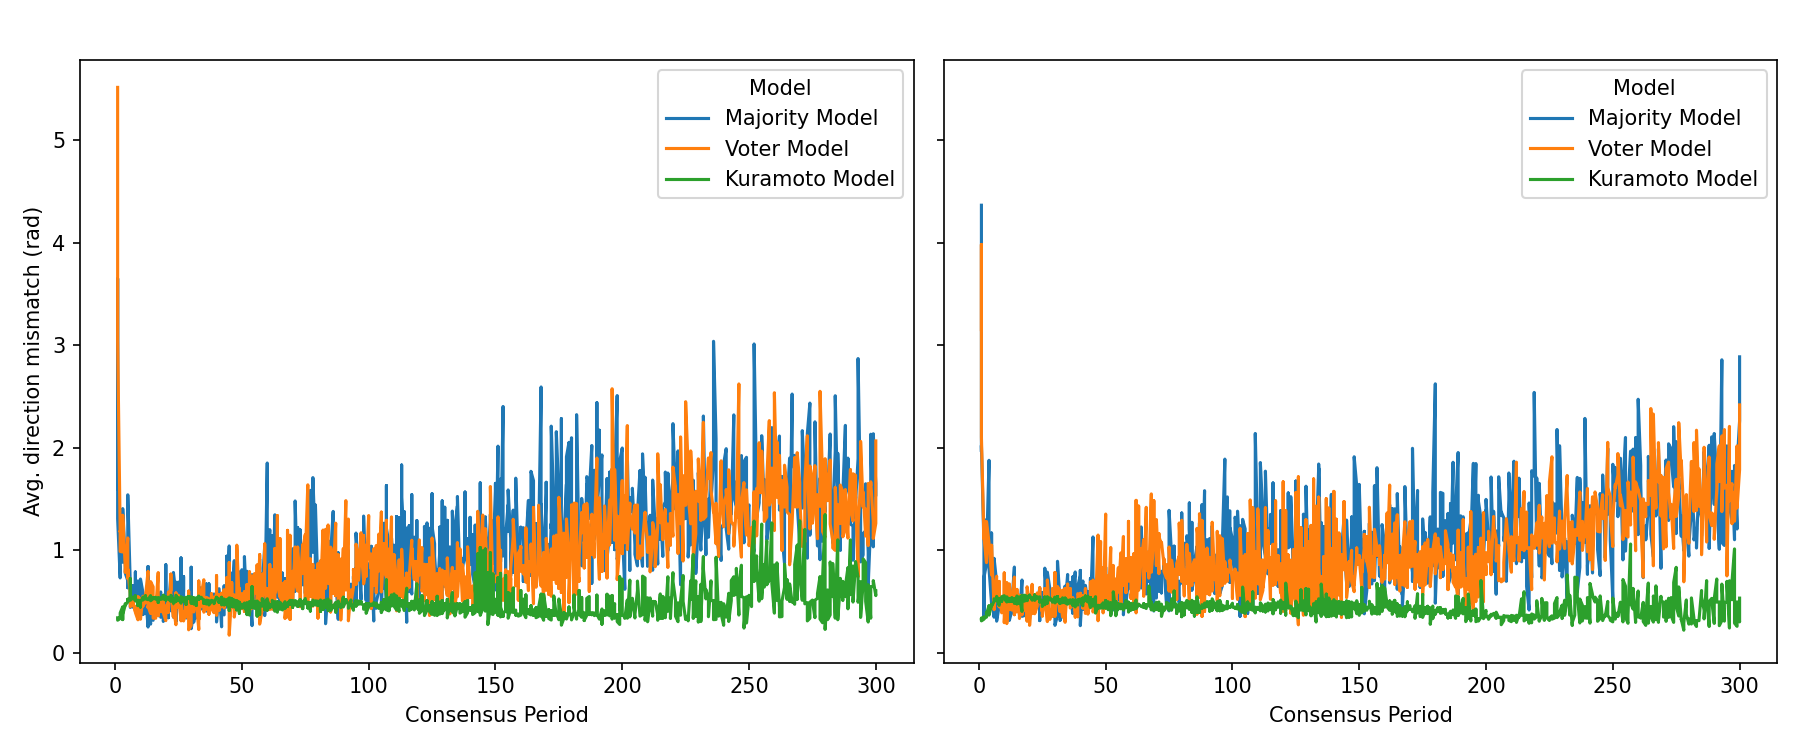 Avg. direction mismatch (rad)
5
4
3
2
1
0
Model
Majority Model
Voter Model
Kuramoto Model
0 50 100 150 200 250 300
Consensus Period
Model
Majority Model
Voter Model
Kuramoto Model
0 50 100 150 200 250 300
Consensus Period